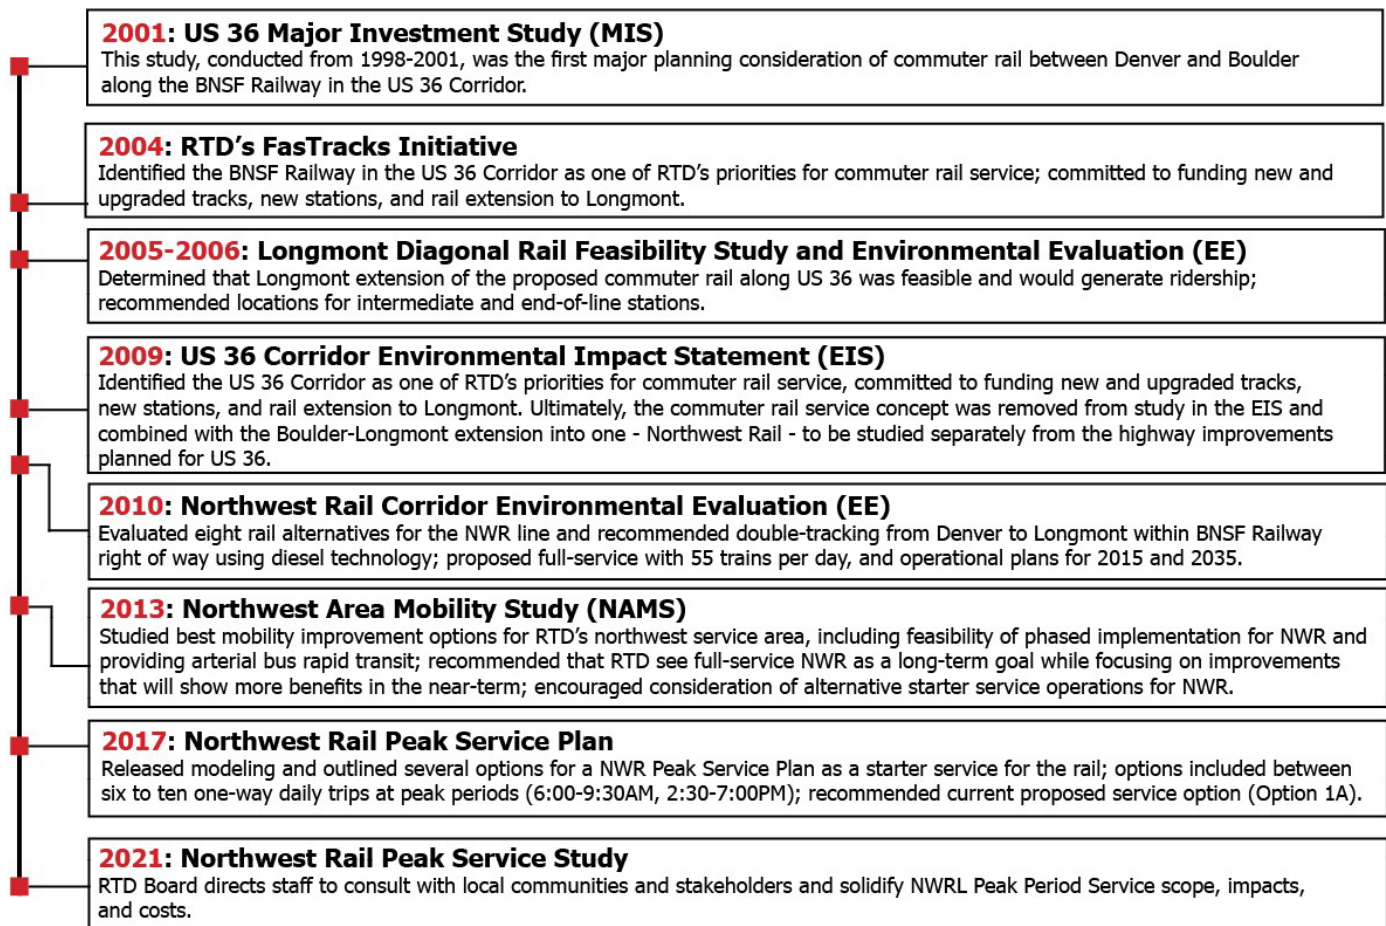 2001: US 36 Major Investment Study (MIS)
This study, conducted from 1998-2001, was the first major planning consideration of commuter rail between Denver and Boulder
along the BNSF Railway in the US 36 Corridor.
2004: RTD's FasTracks Initiative
Identified the BNSF Railway in the US 36 Corridor as one of RTD's priorities for commuter rail service; committed to funding new and
upgraded tracks, new stations, and rail extension to Longmont.
2005-2006: Longmont Diagonal Rail Feasibility Study and Environmental Evaluation (EE)
Determined that Longmont extension of the proposed commuter rail along US 36 was feasible and would generate ridership;
recommended locations for intermediate and end-of-line stations.
2009: US 36 Corridor Environmental Impact Statement (EIS)
Identified the US 36 Corridor as one of RTD's priorities for commuter rail service, committed to funding new and upgraded tracks,
new stations, and rail extension to Longmont. Ultimately, the commuter rail service concept was removed from study in the EIS and
combined with the Boulder-Longmont extension into one - Northwest Rail - to be studied separately from the highway improvements
planned for US 36.
2010: Northwest Rail Corridor Environmental Evaluation (EE)
Evaluated eight rail alternatives for the NWR line and recommended double-tracking from Denver to Longmont within BNSF Railway
right of way using diesel technology; proposed full-service with 55 trains per day, and operational plans for 2015 and 2035.
2013: Northwest Area Mobility Study (NAMS)
Studied best mobility improvement options for RTD's northwest service area, including feasibility of phased implementation for NWR and
providing arterial bus rapid transit; recommended that RTD see full-service NWR as a long-term goal while focusing on improvements
that will show more benefits in the near-term; encouraged consideration of alternative starter service operations for NWR.
2017: Northwest Rail Peak Service Plan
Released modeling and outlined several options for a NWR Peak Service Plan as a starter service for the rail; options included between
six to ten one-way daily trips at peak periods (6:00-9:30AM, 2:30-7:00PM); recommended current proposed service option (Option 1A).
2021: Northwest Rail Peak Service Study
RTD Board directs staff to consult with local communities and stakeholders and solidify NWRL Peak Period Service scope, impacts,
and costs.